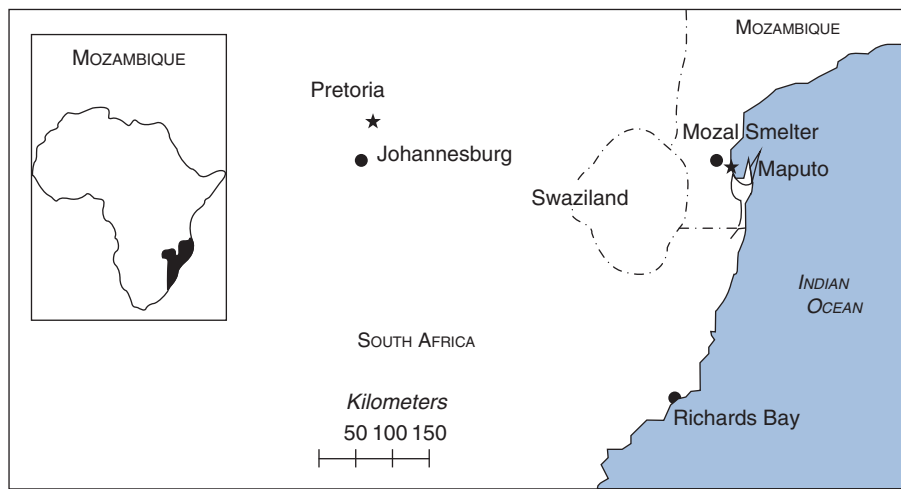 MOZAMBIQUE
MOZAMBIQUE
Pretoria
Johannesburg
Mozal Smelter
Maputo
Swaziland
INDIAN
OCEAN
SOUTH AFRICA
Kilometers
50 100 150
Richards Bay